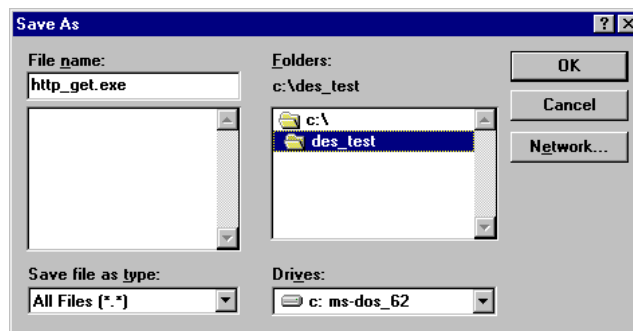 Save As
File name:
http_get.exe
Folders:
c:\des_test
c:\
des_test
OK
Cancel
Network...
Save file as type:
All Files (*.*)
Drives:
c: ms-dos_62